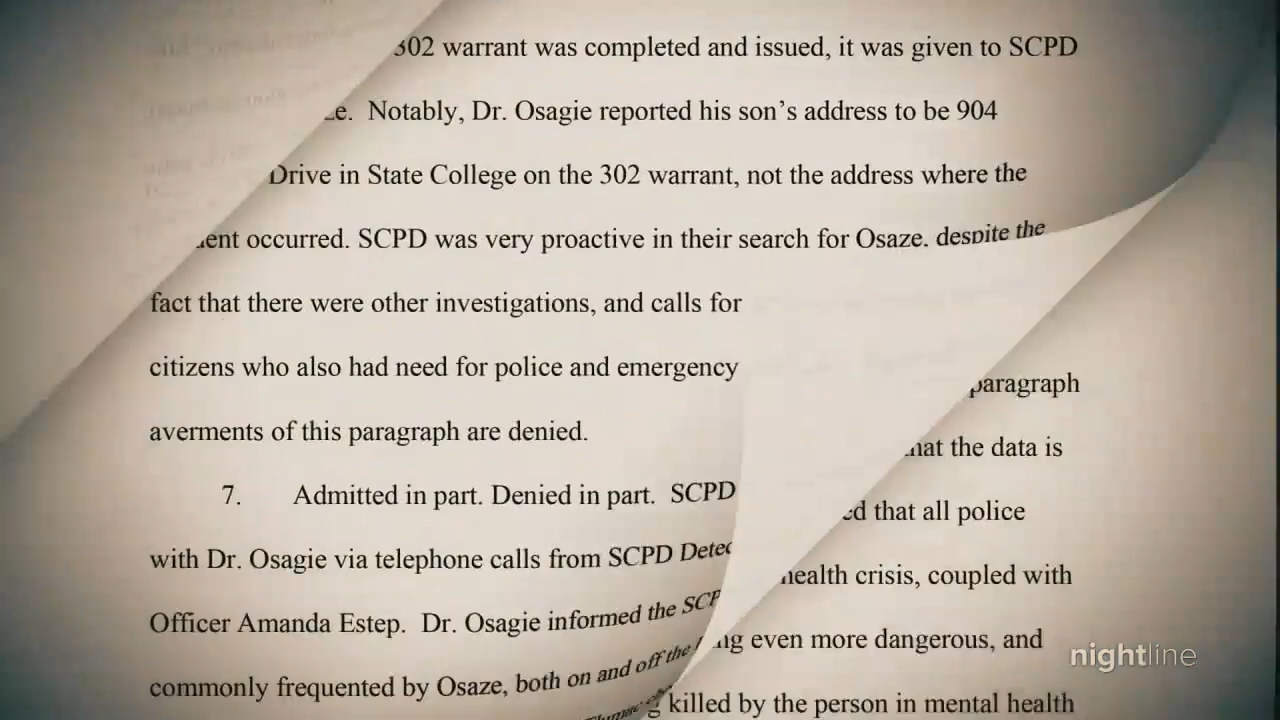 302 warrant was completed and issued, it was given to SCPD
Notably, Dr. Osagie reported his son’s address to be 904
Drive in State College on the 302 warrant, not the address where the
occurred. SCPD was very proactive in their search for Osaze, despite the
fact that there were other investigations, and calls for
citizens who also had need for police and emergency
averments of this paragraph are denied.
7. Admitted in part. Denied in part. SCPD
with Dr. Osagie via telephone calls from SCPD Detec
Officer Amanda Estep. Dr. Osagie informed the SCP
commonly frequented by Osaze, both on and off the
paragraph
hat the data is
ed that all police
health crisis, coupled with
ng even more dangerous, and
killed by the person in mental health
nightline